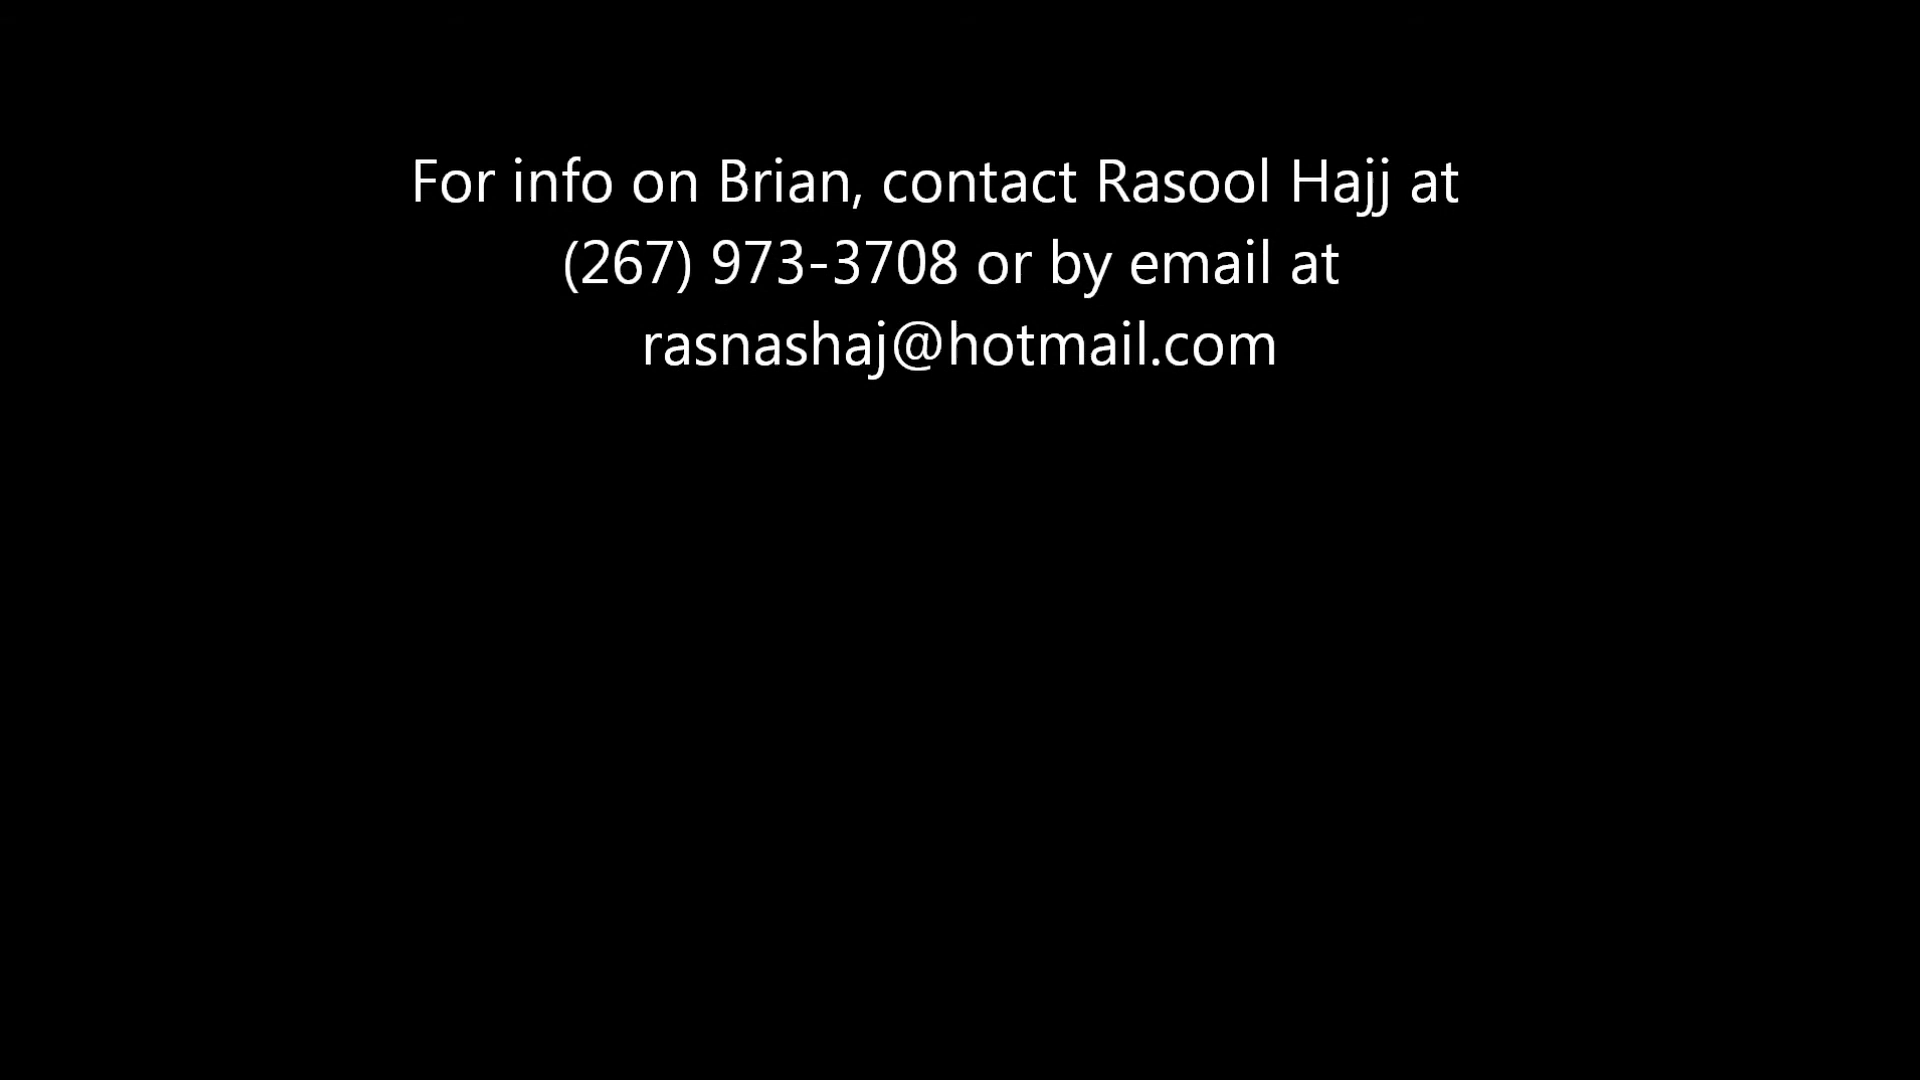 For info on Brian, contact Rasool Hajj at
(267) 973-3708 or by email at
rasnashaj@hotmail.com